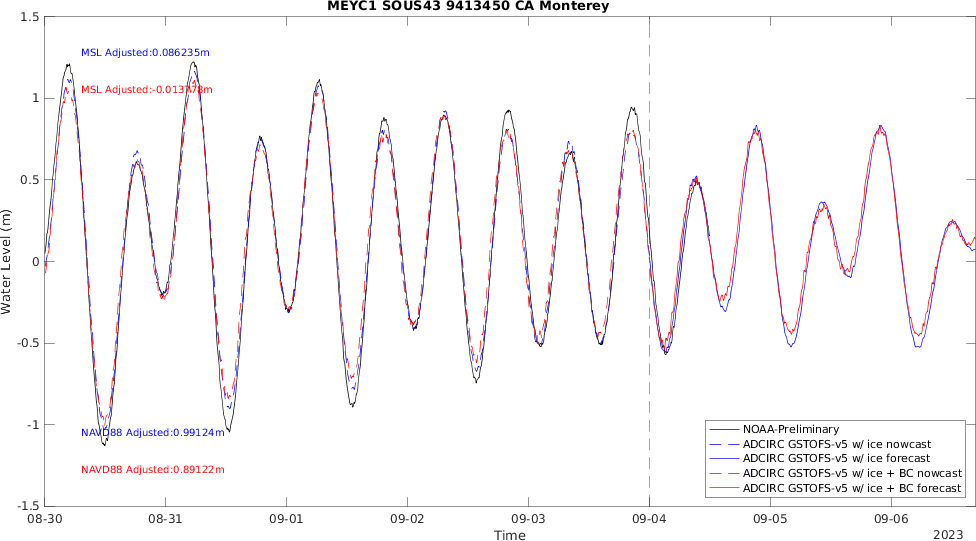 MEYC1 SOUS43 9413450 CA Monterey
1.5
1
0.5
0
-0.5
-1
-1.5
Water Level (m)
MSL Adjusted:0.086235m
MSL Adjusted:-0.013778m
NAVD88 Adjusted:0.99124m
NAVD88 Adjusted:0.89122m
NOAA-Preliminary
ADCIRC GSTOFS-v5 w/ ice nowcast
ADCIRC GSTOFS-v5 w/ ice forecast
ADCIRC GSTOFS-v5 w/ ice + BC nowcast
ADCIRC GSTOFS-v5 w/ ice + BC forecast
08-30 08-31 09-01 09-02 09-03 09-04 09-05 09-06
Time
2023